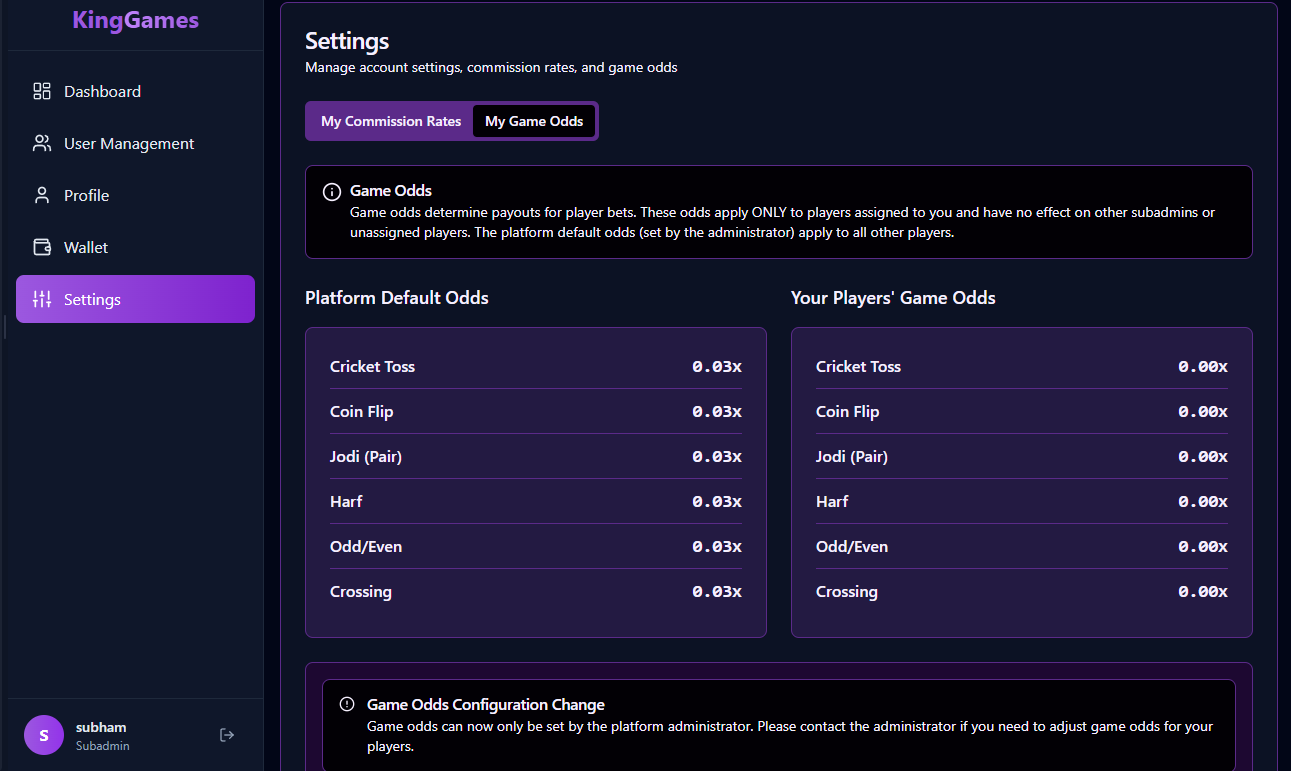 KingGames
Dashboard
User Management
Profile
Wallet
Settings
S
subham
Subadmin
Settings
Manage account settings, commission rates, and game odds
My Commission Rates
My Game Odds
Game Odds
Game odds determine payouts for player bets. These odds apply ONLY to players assigned to you and have no effect on other subadmins or
unassigned players. The platform default odds (set by the administrator) apply to all other players.
Platform Default Odds
Cricket Toss 0.03x
Coin Flip 0.03x
Jodi (Pair) 0.03x
Harf 0.03x
Odd/Even 0.03x
Crossing 0.03x
Your Players' Game Odds
Cricket Toss 0.00x
Coin Flip 0.00x
Jodi (Pair) 0.00x
Harf 0.00x
Odd/Even 0.00x
Crossing 0.00x
Game Odds Configuration Change
Game odds can now only be set by the platform administrator. Please contact the administrator if you need to adjust game odds for your
players.